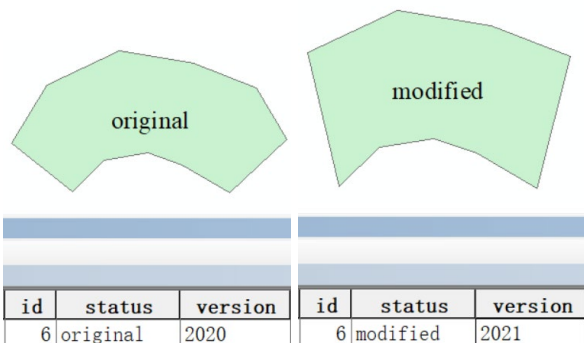 original
modified
id status version
6 original 2020
id status version
6 modified 2021